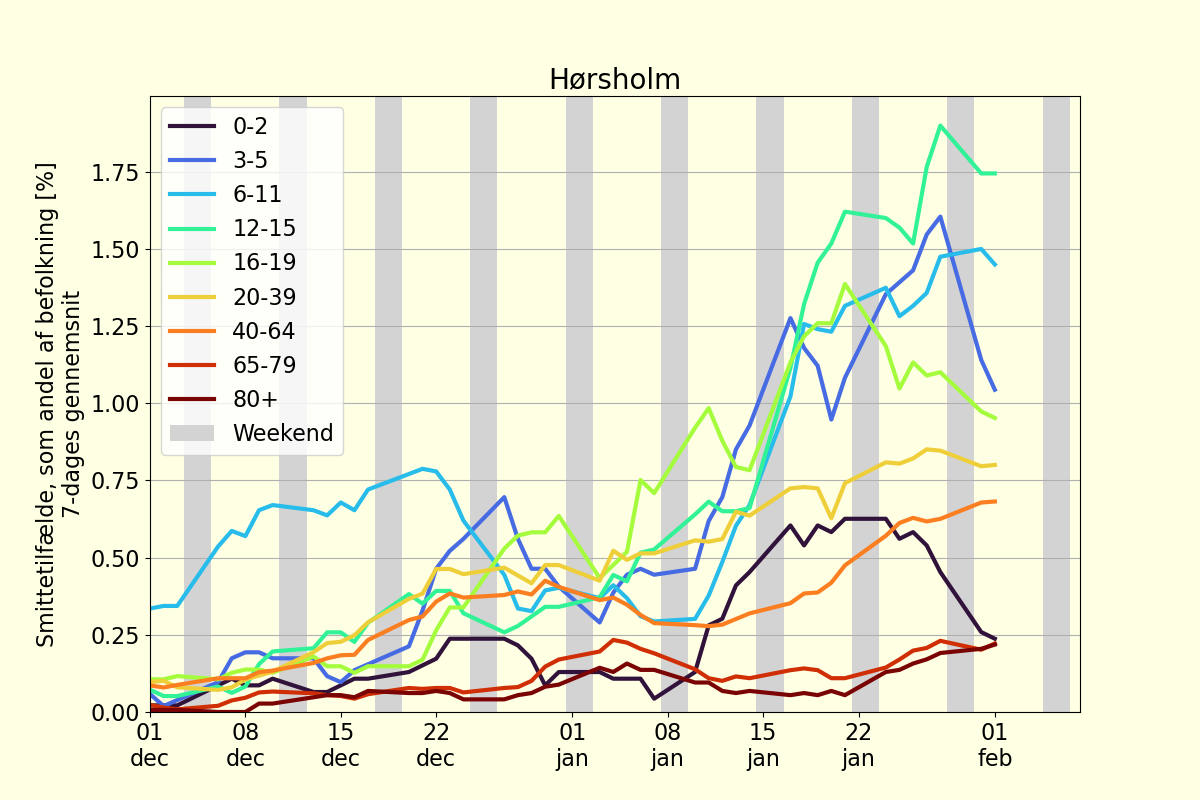 Hørsholm
Smittetilfælde, som andel af befolkning [%]
7-dages gennemsnit
1.75
1.50
1.25
1.00
0.75
0.50
0.25
0.00
0-2
3-5
6-11
12-15
16-19
20-39
40-64
65-79
80+
Weekend
01 08 15 22 01 08 15 22 01
dec dec dec dec jan jan jan jan feb